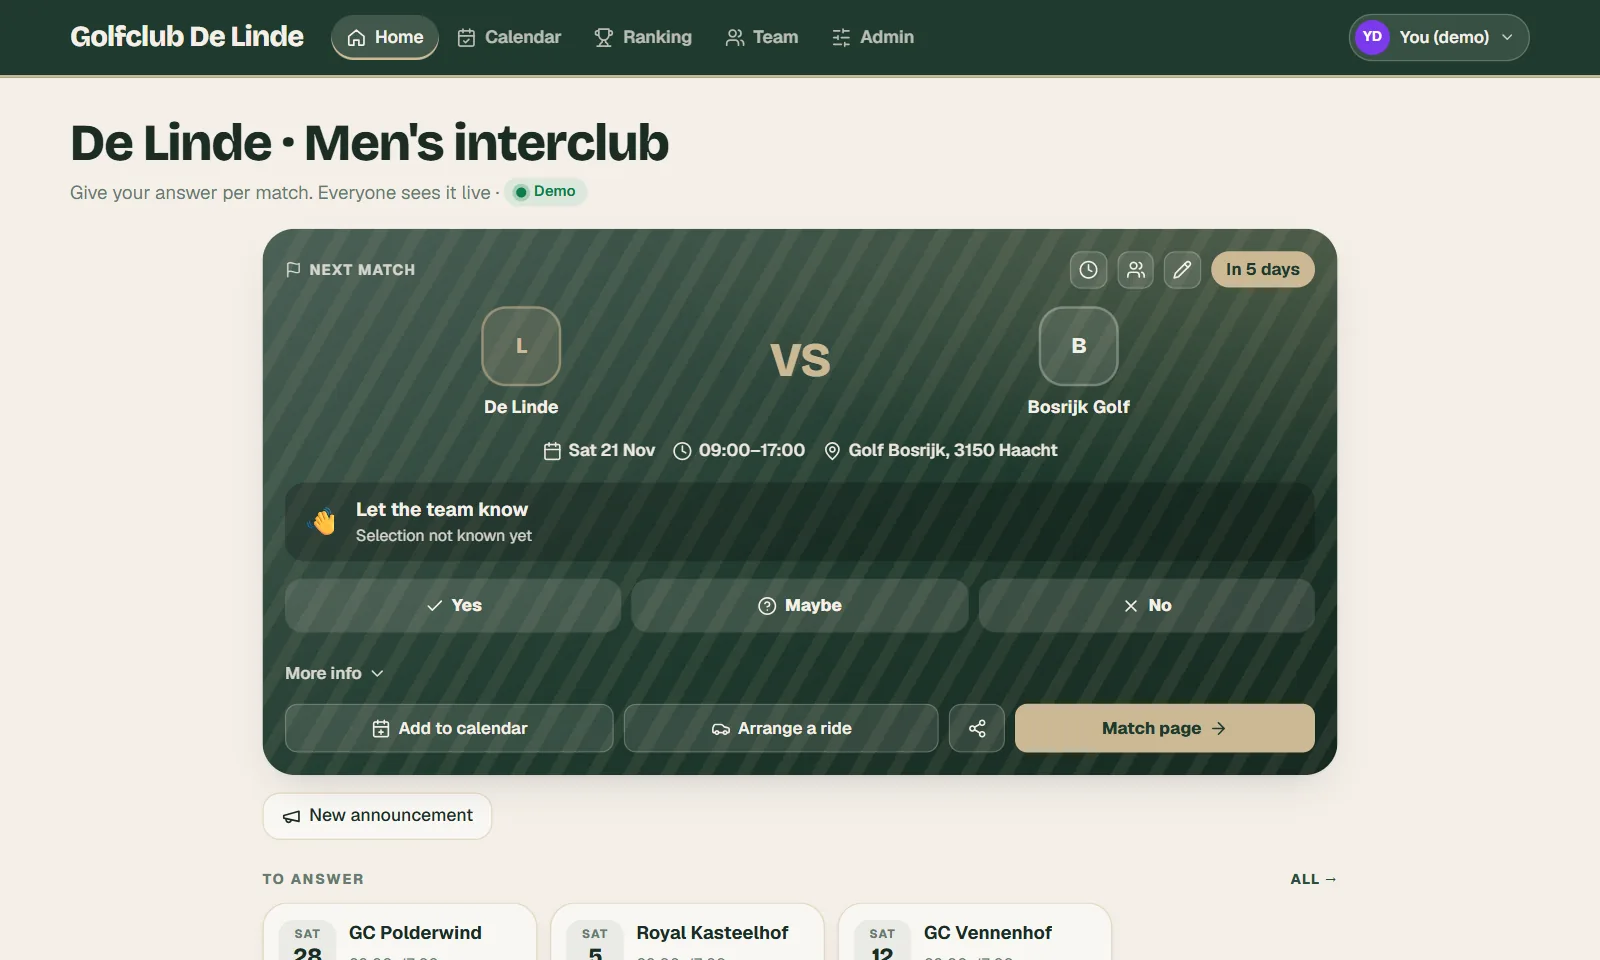 Golfclub De Linde
Home
Calendar
Ranking
Team
Admin
YD
You (demo)
De Linde · Men's interclub
Give your answer per match. Everyone sees it live ·
Demo
NEXT MATCH
In 5 days
L
VS
B
De Linde
Bosrijk Golf
Sat 21 Nov
09:00–17:00
Golf Bosrijk, 3150 Haacht
Let the team know
Selection not known yet
Yes
Maybe
No
More info
Add to calendar
Arrange a ride
Match page →
New announcement
TO ANSWER
ALL →
SAT
28
GC Polderwind
SAT
5
Royal Kasteelhof
SAT
12
GC Vennenhof